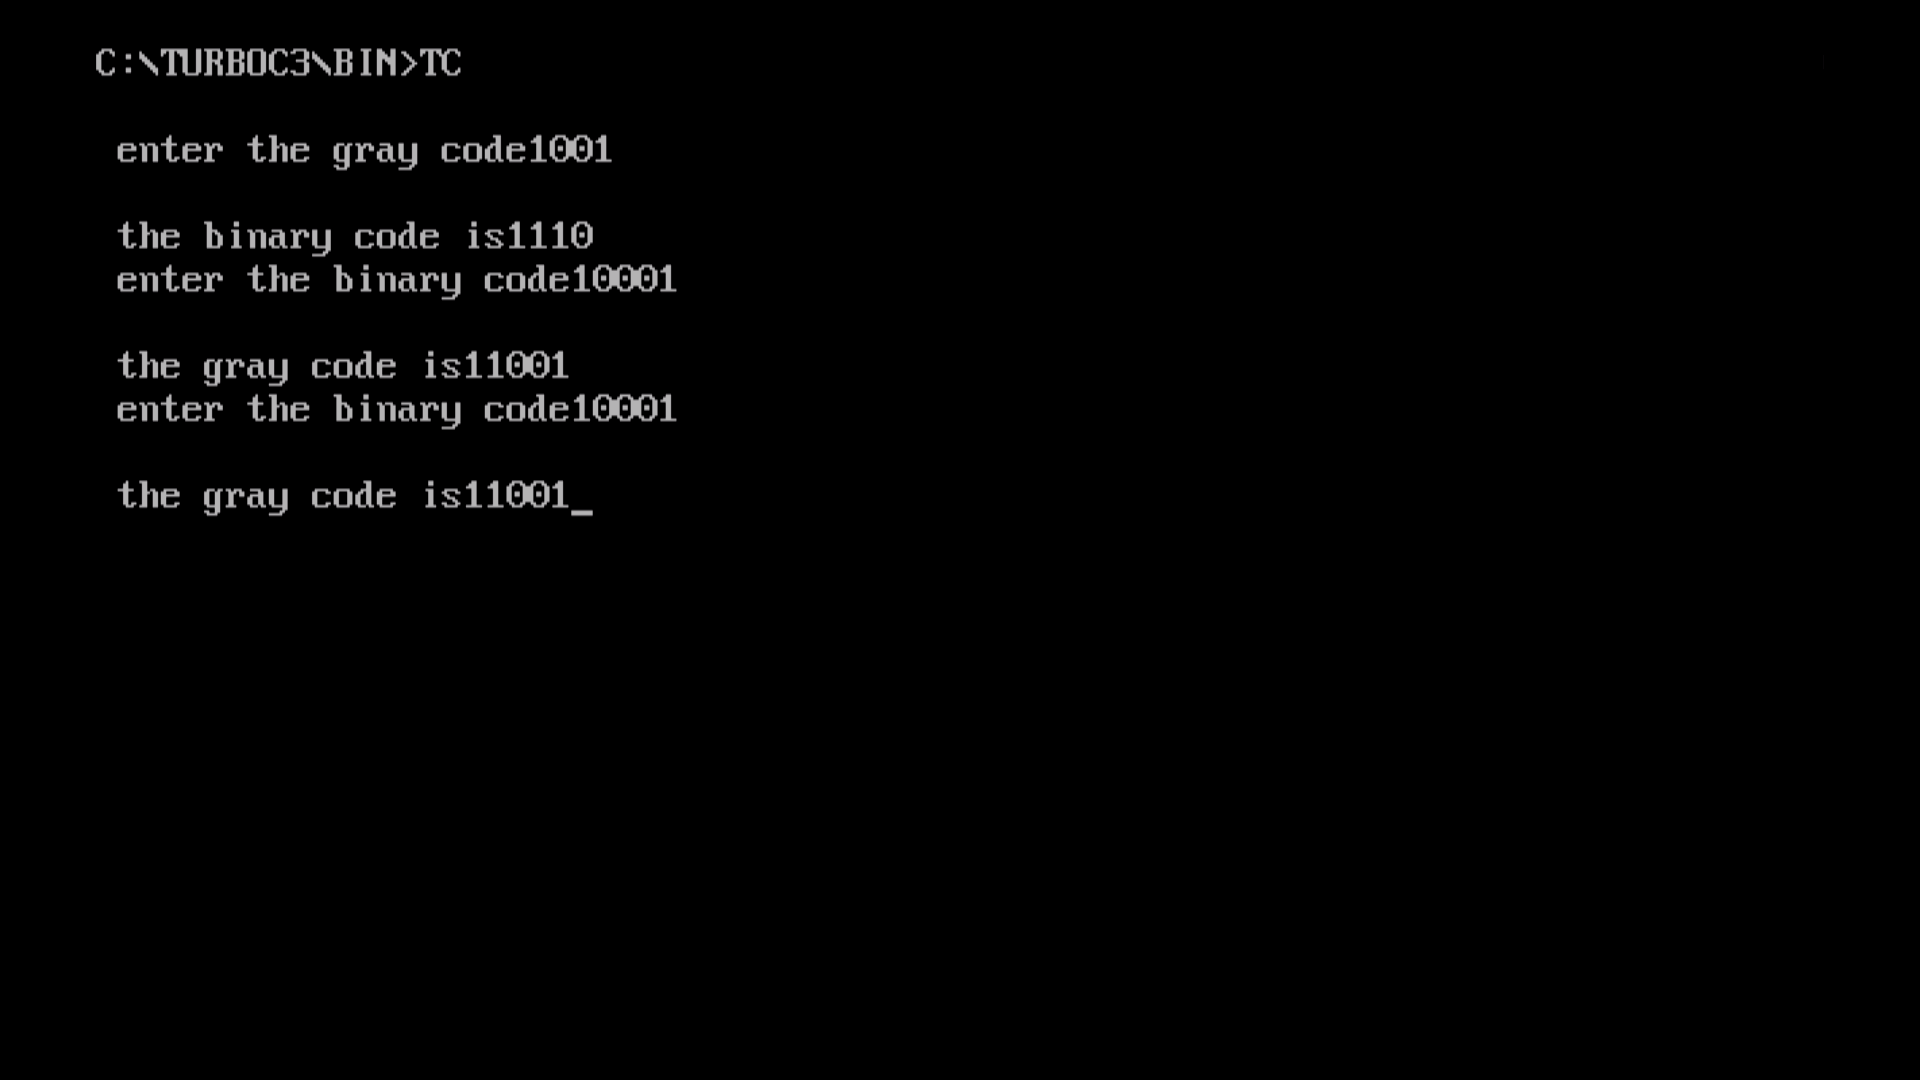 C:\TURBOC3\BIN>TC
enter the gray code1001
the binary code is1110
enter the binary code10001
the gray code is11001
enter the binary code10001
the gray code is11001_